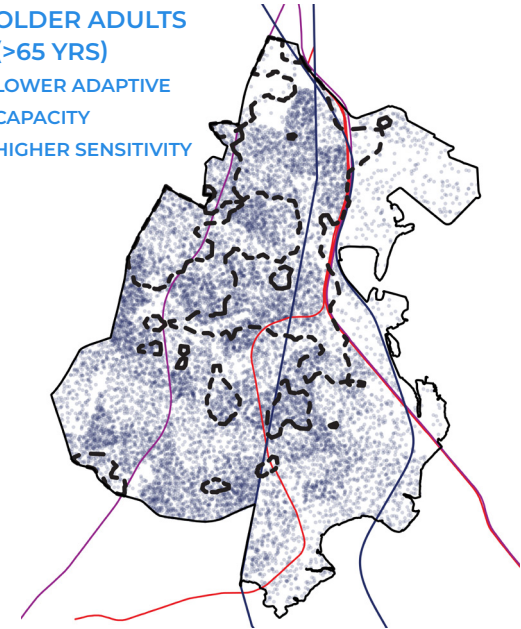 OLDER ADULTS
(>65 YRS)
LOWER ADAPTIVE
CAPACITY
HIGHER SENSITIVITY